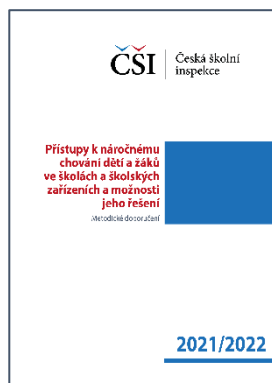 ČŠI
Česká školní
inspekce
Přístupy k náročnému
chování dětí a žáků
ve školách a školských
zařízeních a možnosti
jeho řešení
Metodické doporučení
2021/2022